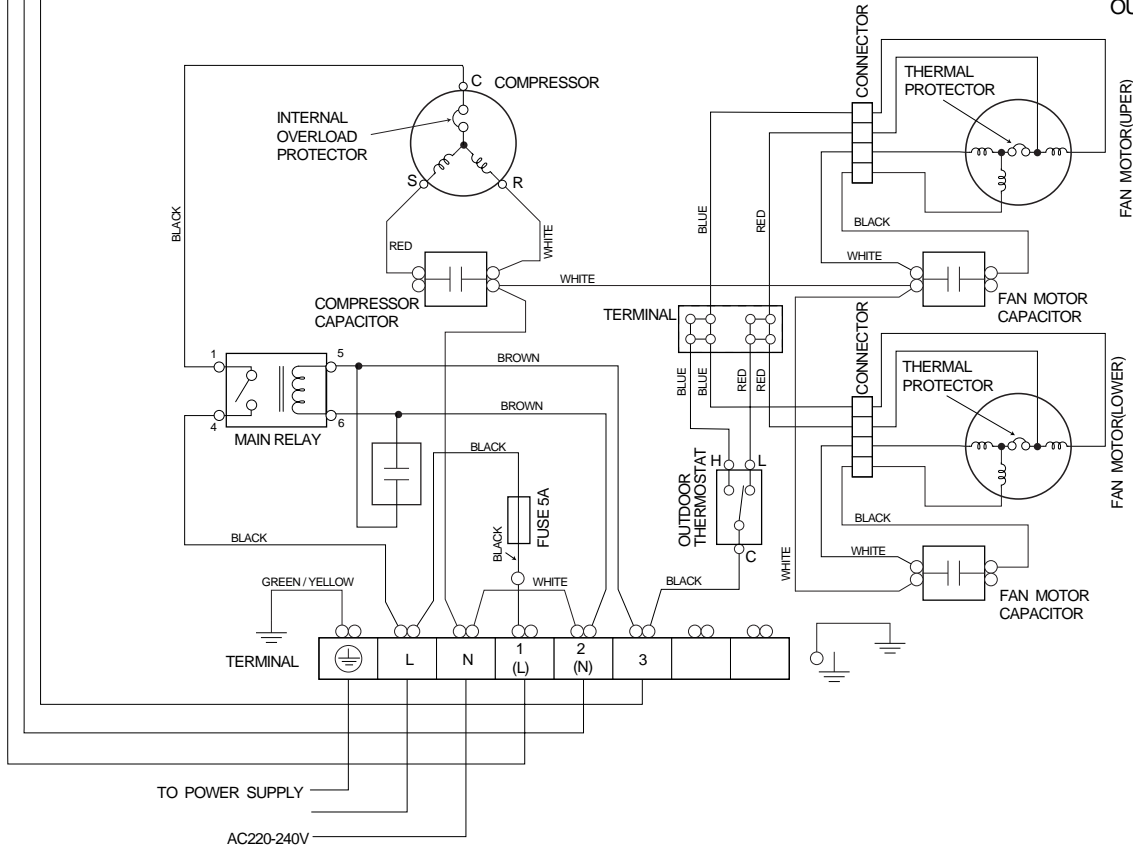 OU
CONNECTOR
THERMAL
PROTECTOR
FAN MOTOR(UPER)
C COMPRESSOR
INTERNAL
OVERLOAD
PROTECTOR
S
R
BLACK
RED
WHITE
BLUE
RED
BLACK
WHITE
WHITE
COMPRESSOR
CAPACITOR
FAN MOTOR
CAPACITOR
TERMINAL
CONNECTOR
1
5
4
6
MAIN RELAY
BROWN
BROWN
BLUE
BLUE
RED
RED
THERMAL
PROTECTOR
FAN MOTOR(LOWER)
BLACK
FUSE 5A
BLACK
H
L
C
OUTDOOR
THERMOSTAT
BLACK
WHITE
WHITE
FAN MOTOR
CAPACITOR
BLACK
GREEN / YELLOW
WHITE
BLACK
TERMINAL
L
N
1
(L)
2
(N)
3
TO POWER SUPPLY
AC220-240V